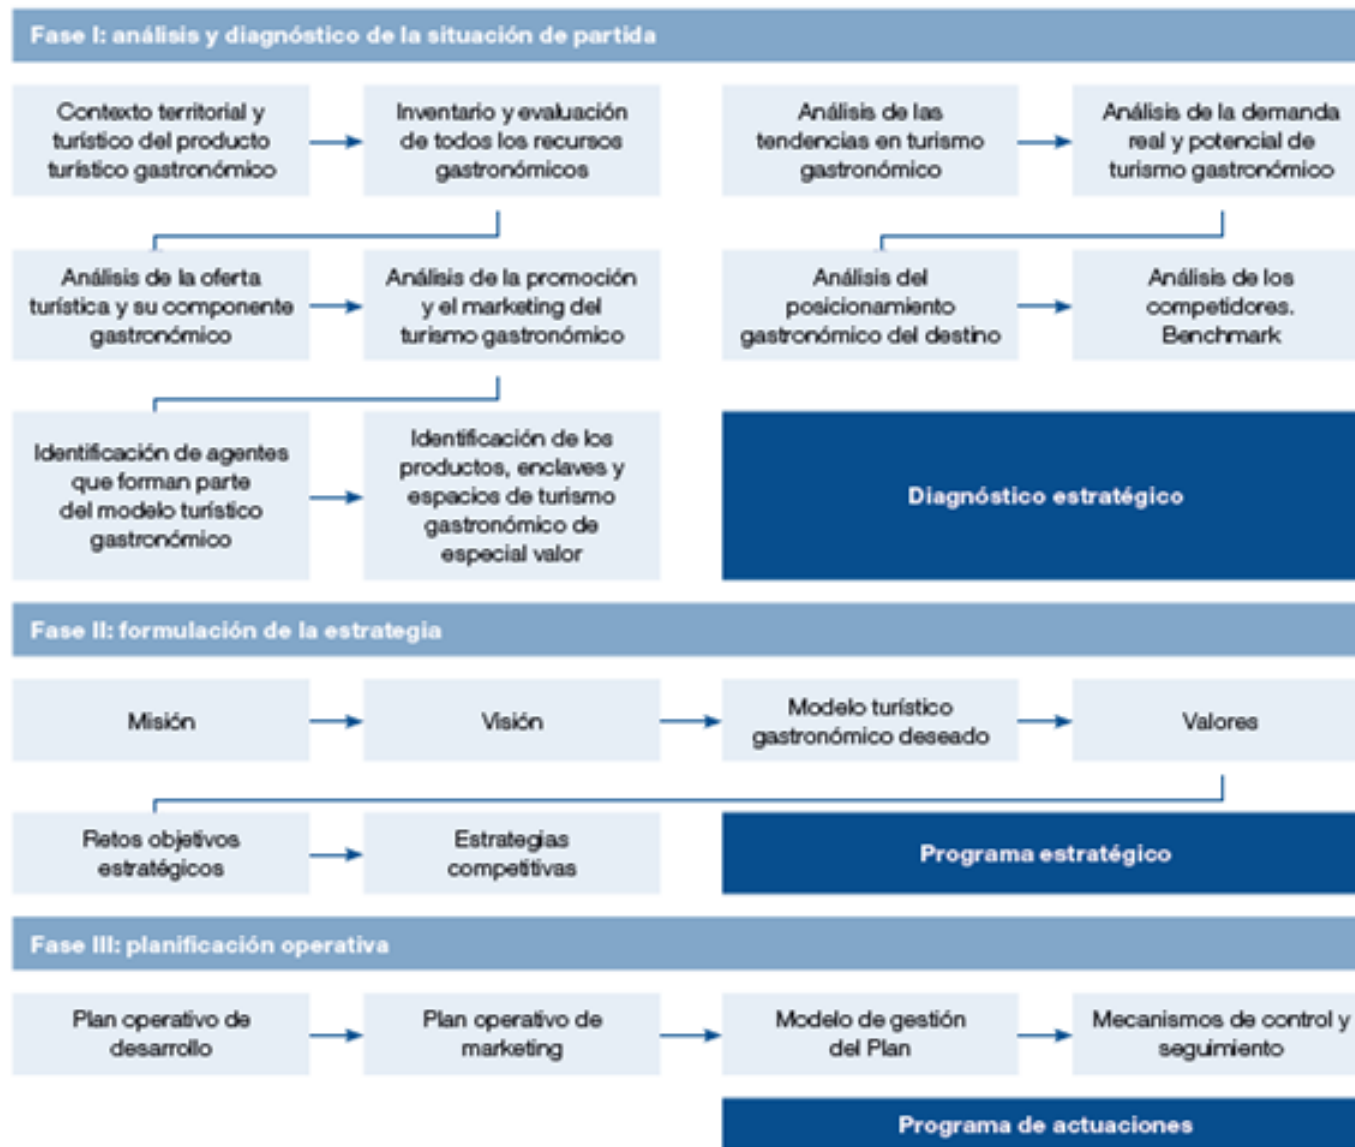 Fase I: análisis y diagnóstico de la situación de partida
Contexto territorial y
turístico del producto
turístico gastronómico
Inventario y evaluación
de todos los recursos
gastronómicos
Análisis de las
tendencias en turismo
gastronómico
Análisis de la demanda
real y potencial de
turismo gastronómico
Análisis de la oferta
turística y su componente
gastronómico
Análisis de la promoción
y el marketing del
turismo gastronómico
Análisis del
posicionamiento
gastronómico del destino
Análisis de los
competidores.
Benchmark
Identificación de agentes
que forman parte
del modelo turístico
gastronómico
Identificación de los
productos, enclaves y
espacios de turismo
gastronómico de
especial valor
Diagnóstico estratégico
Fase II: formulación de la estrategia
Misión
Visión
Modelo turístico
gastronómico deseado
Valores
Retos objetivos
estratégicos
Estrategias
competitivas
Programa estratégico
Fase III: planificación operativa
Plan operativo de
desarrollo
Plan operativo de
marketing
Modelo de gestión
del Plan
Mecanismos de control y
seguimiento
Programa de actuaciones